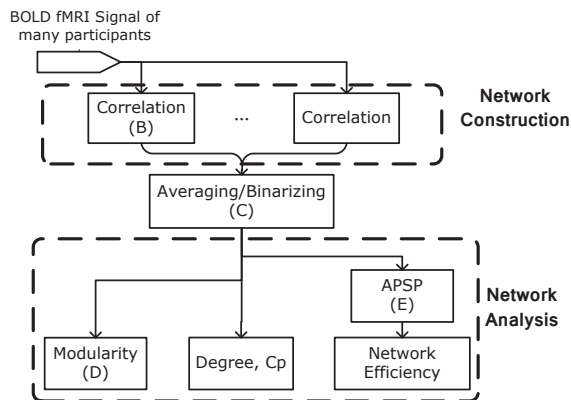 BOLD fMRI Signal of
many participants
Correlation
(B)
...
Correlation
Network
Construction
Averaging/Binarizing
(C)
APSP
(E)
Network
Analysis
Modularity
(D)
Degree, Cp
Network
Efficiency